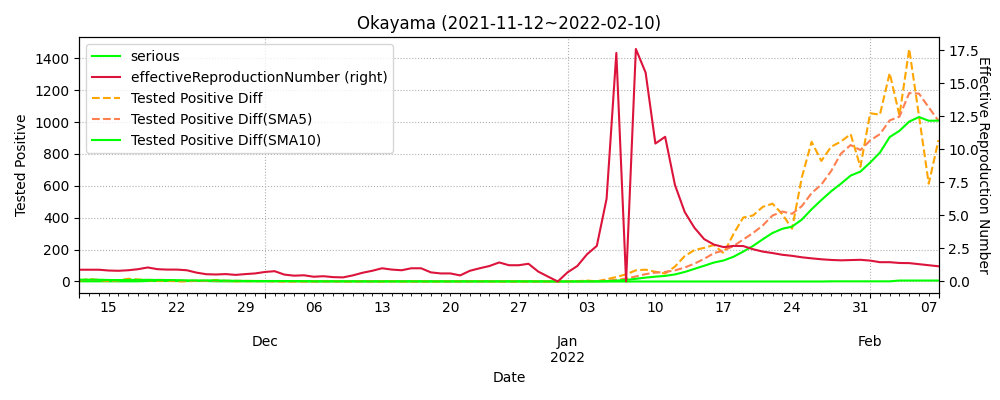 Okayama (2021-11-12~2022-02-10)
serious
effectiveReproductionNumber (right)
Tested Positive Diff
Tested Positive Diff(SMA5)
Tested Positive Diff(SMA10)
Tested Positive
1400
1200
1000
800
600
400
200
0
Effective Reproduction Number
17.5
15.0
12.5
10.0
7.5
5.0
2.5
0.0
15 22 29 06 13 20 27 03 10 17 24 31 07
Dec Jan Feb
2022
Date